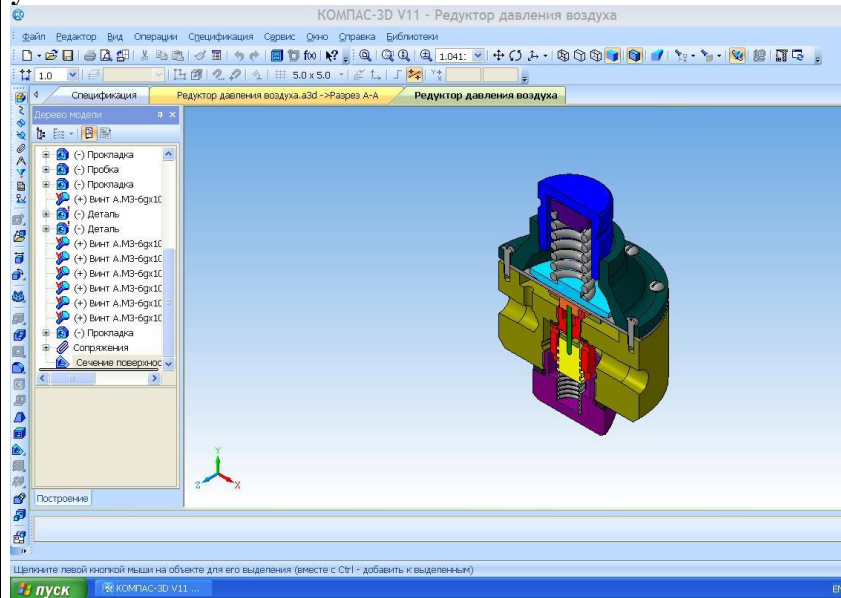 КОМПАС-3D V11 - Редуктор давления воздуха
Файл Редактор Вид Операции Спецификация Сервис Окно Справка Библиотеки
1.041:
1.0 5.0 x 5.0
Спецификация Редуктор давления воздуха.a3d ->Разрез А-А Редуктор давления воздуха
Дерево модели
(-) Прокладка
(-) Пробка
(-) Прокладка
(+) Винт А.М3-6gx10
(-) Деталь
(-) Деталь
(+) Винт А.М3-6gx10
(+) Винт А.М3-6gx10
(+) Винт А.М3-6gx10
(+) Винт А.М3-6gx10
(+) Винт А.М3-6gx10
(+) Винт А.М3-6gx10
(-) Прокладка
Сопряжения
Сечение поверхнос
Y
Z X
Построение
Щелкните левой кнопкой мыши на объекте для его выделения (вместе с Ctrl - добавить к выделенным)
пуск КОМПАС-3D V11 ... EN